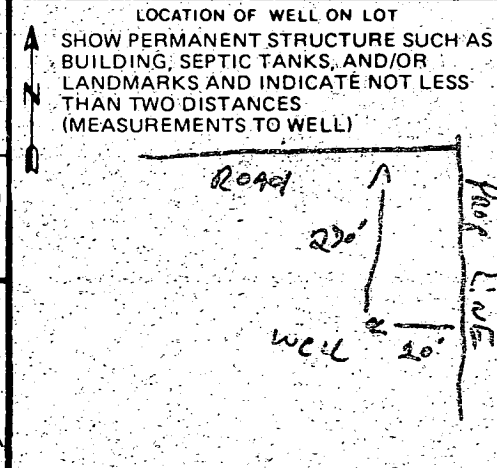 LOCATION OF WELL ON LOT
SHOW PERMANENT STRUCTURE SUCH AS
BUILDING, SEPTIC TANKS, AND/OR
LANDMARKS AND INDICATE NOT LESS
THAN TWO DISTANCES
(MEASUREMENTS TO WELL)
N
ROAD
PROP LINE
WELL
20'